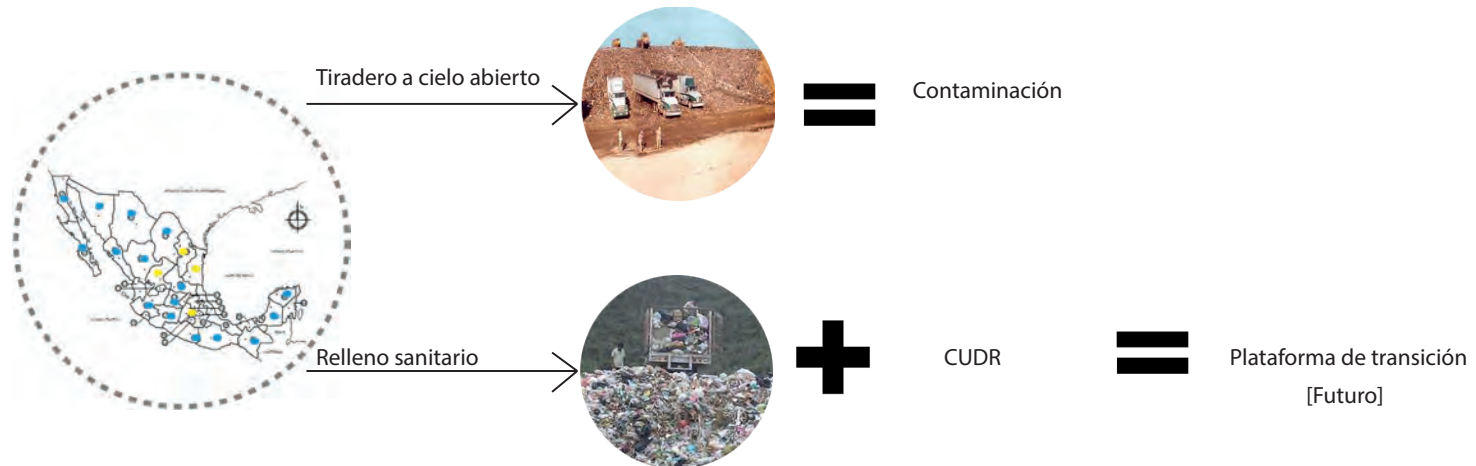 Tiradero a cielo abierto
Contaminación
Relleno sanitario
CUDR
Plataforma de transición
[Futuro]